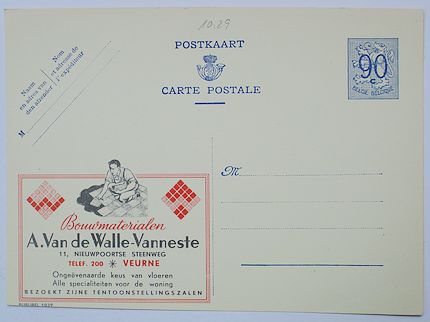 10.29
POSTKAART
CARTE POSTALE
90
C
BELGIE BELGIQUE
Naam
en adres van
den afzender
Nom
et adresse de
l'expéditeur
M
M
Bouwmaterialen
A. Van de Walle-Vanneste
11, NIEUWPOORTSE STEENWEG
TELEF. 200 * VEURNE
Ongeëvenaarde keus van vloeren
Alle specialiteiten voor de woning
BEZOEKT ZIJNE TENTOONSTELLINGSZALEN
PUBLIBEL 1027